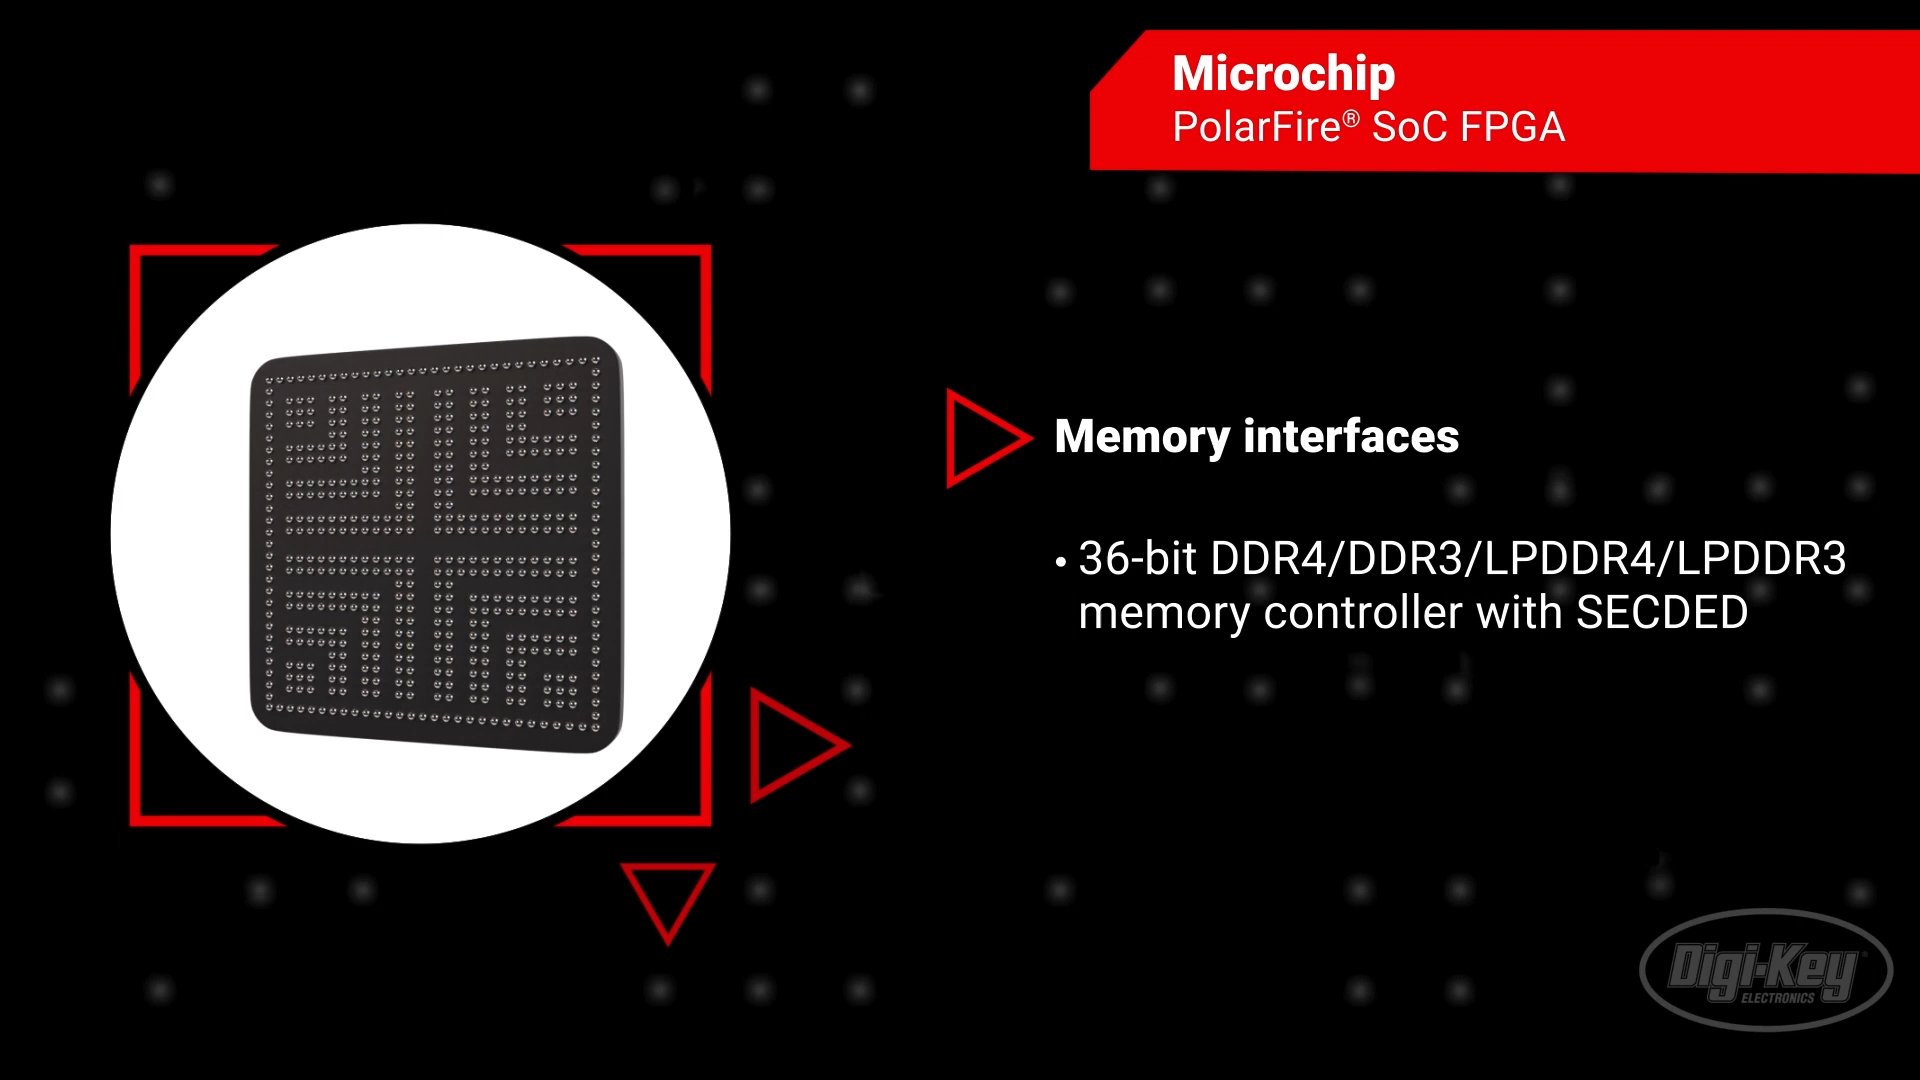 Microchip
PolarFire® SoC FPGA
Memory interfaces
• 36-bit DDR4/DDR3/LPDDR4/LPDDR3
memory controller with SECDED
Digi-Key®
ELECTRONICS